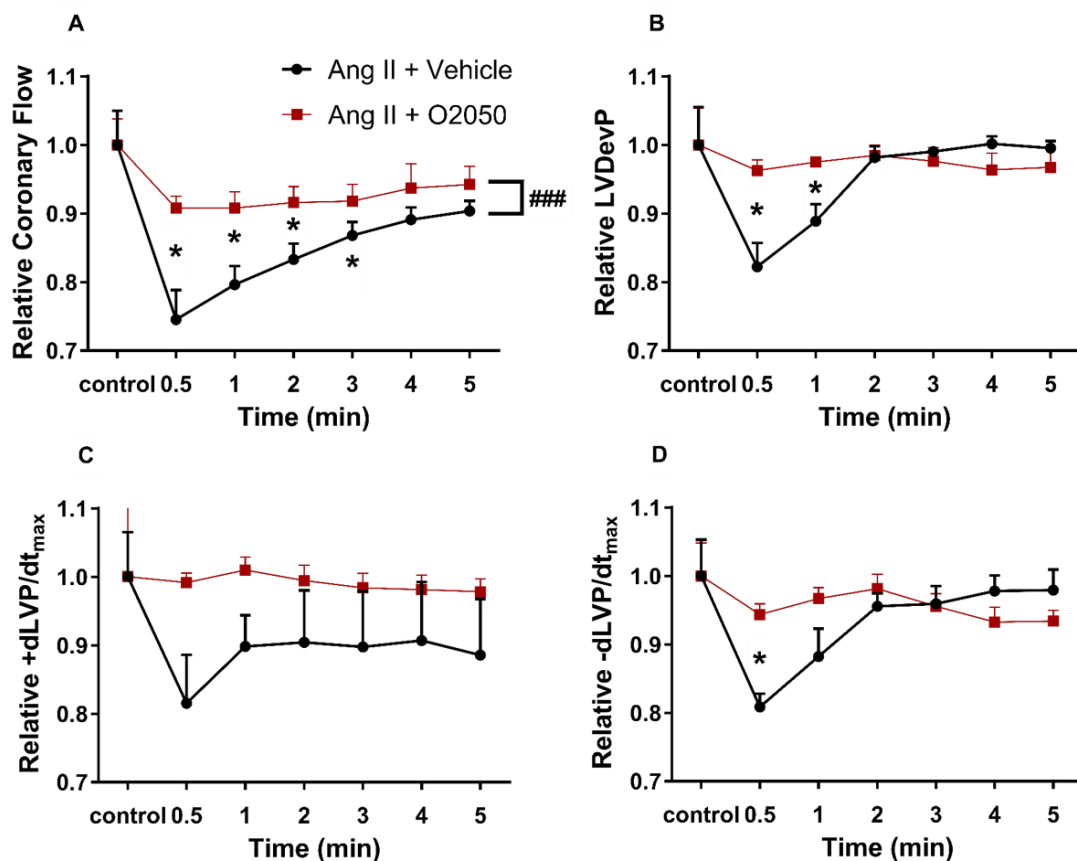 A
Ang II + Vehicle
Ang II + O2050
Relative Coronary Flow
1.1
1.0
0.9
0.8
0.7
* * * *
###
control 0.5 1 2 3 4 5
Time (min)
B
Relative LVDevP
1.1
1.0
0.9
0.8
0.7
* *
control 0.5 1 2 3 4 5
Time (min)
C
Relative +dLVP/dtmax
1.1
1.0
0.9
0.8
0.7
control 0.5 1 2 3 4 5
Time (min)
D
Relative -dLVP/dtmax
1.1
1.0
0.9
0.8
0.7
*
control 0.5 1 2 3 4 5
Time (min)